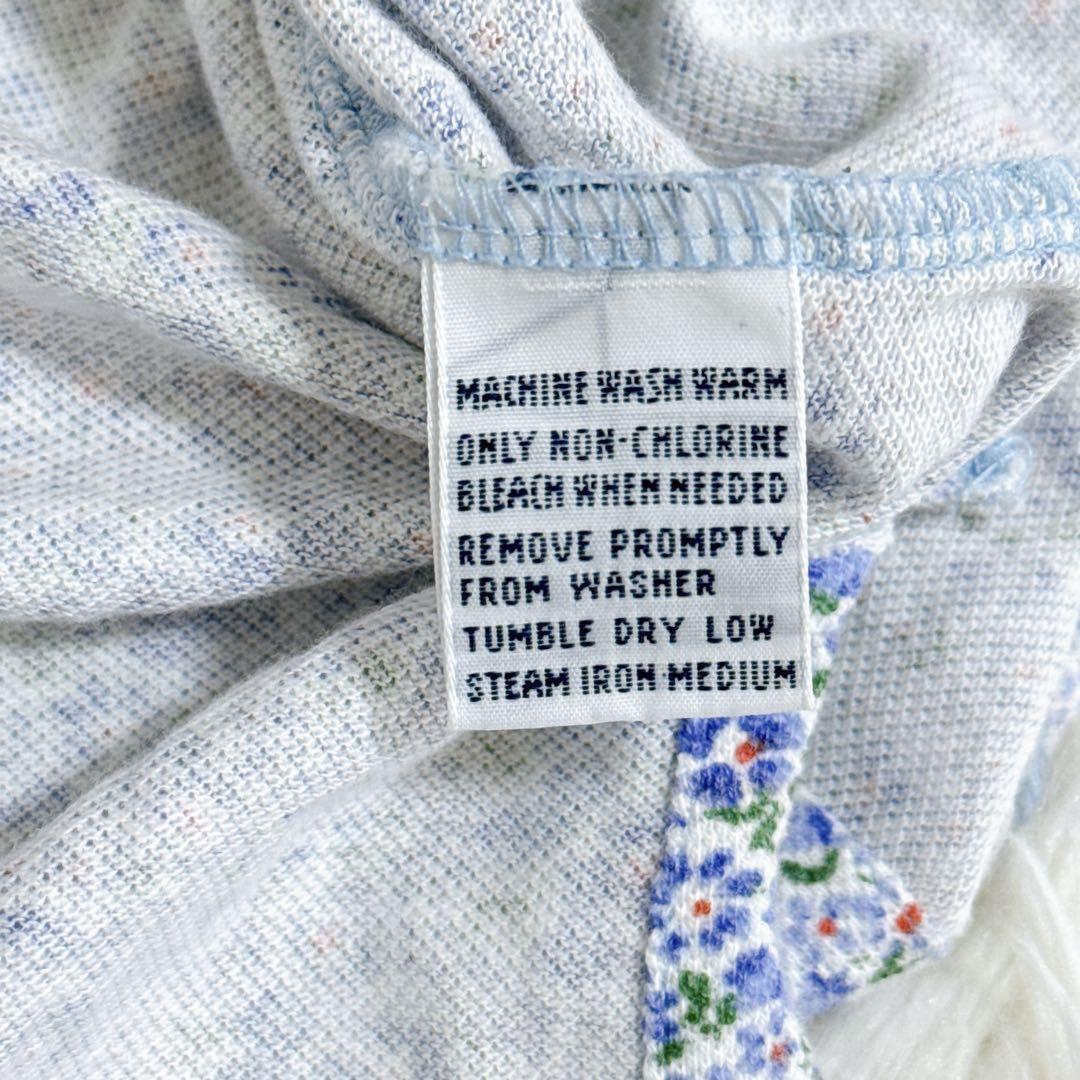 MACHINE WASH WARM
ONLY NON-CHLORINE
BLEACH WHEN NEEDED
REMOVE PROMPTLY
FROM WASHER
TUMBLE DRY LOW
STEAM IRON MEDIUM